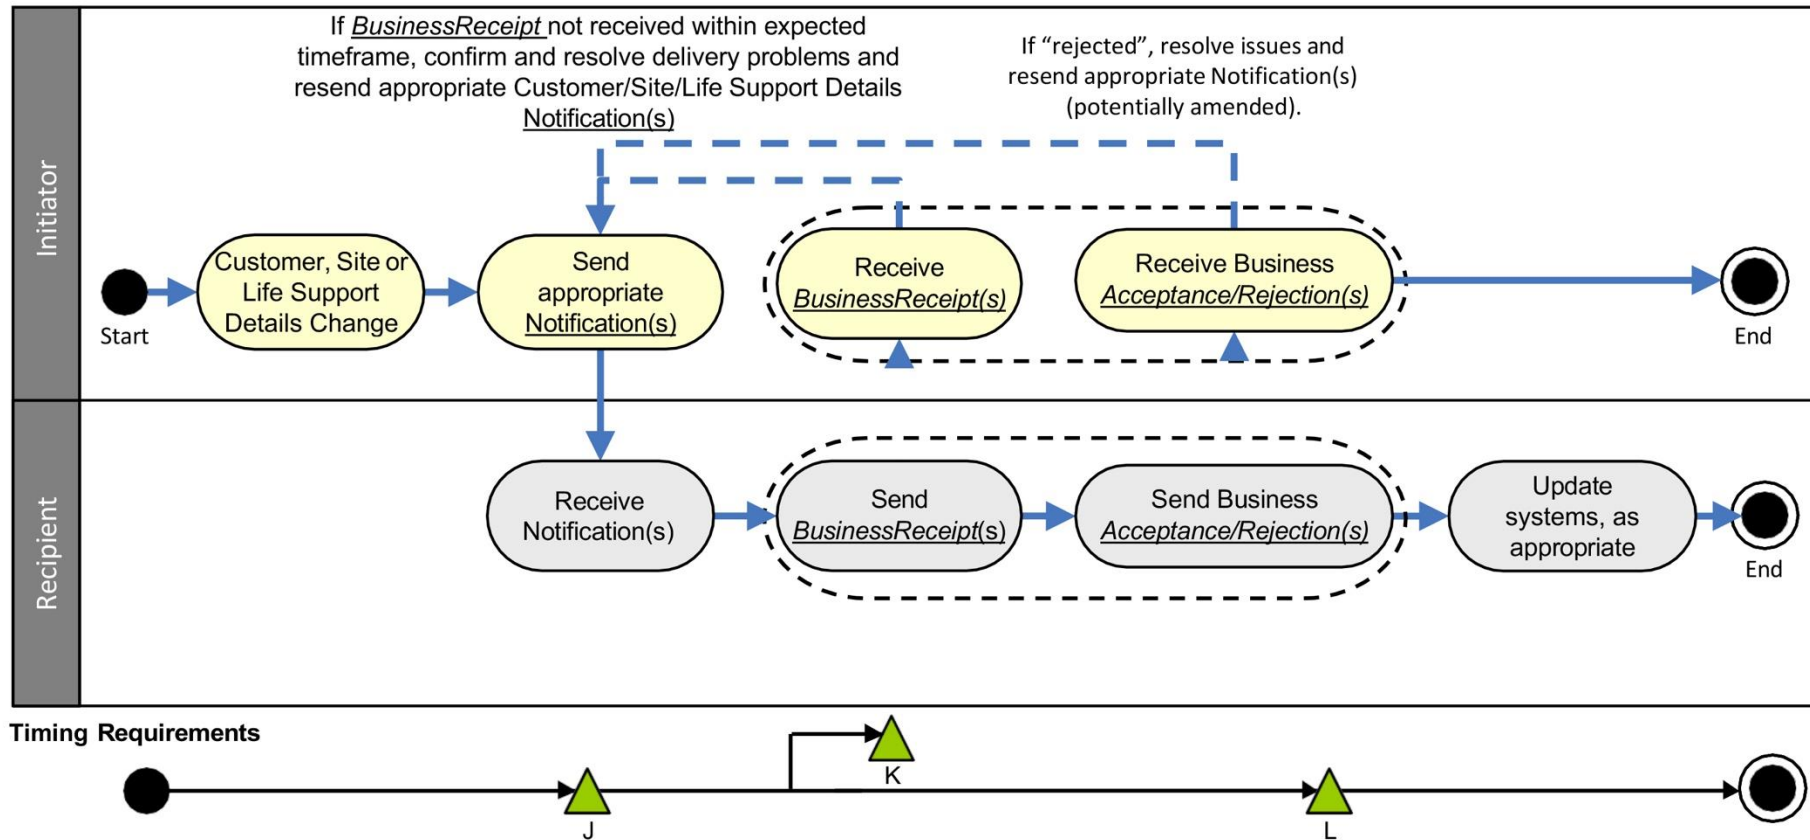 If BusinessReceipt not received within expected
timeframe, confirm and resolve delivery problems and
resend appropriate Customer/Site/Life Support Details
Notification(s)
If “rejected”, resolve issues and
resend appropriate Notification(s)
(potentially amended).
Initiator
Start
Customer, Site or
Life Support
Details Change
Send
appropriate
Notification(s)
Receive
BusinessReceipt(s)
Receive Business
Acceptance/Rejection(s)
End
Recipient
Receive
Notification(s)
Send
BusinessReceipt(s)
Send Business
Acceptance/Rejection(s)
Update
systems, as
appropriate
End
Timing Requirements
J
K
L